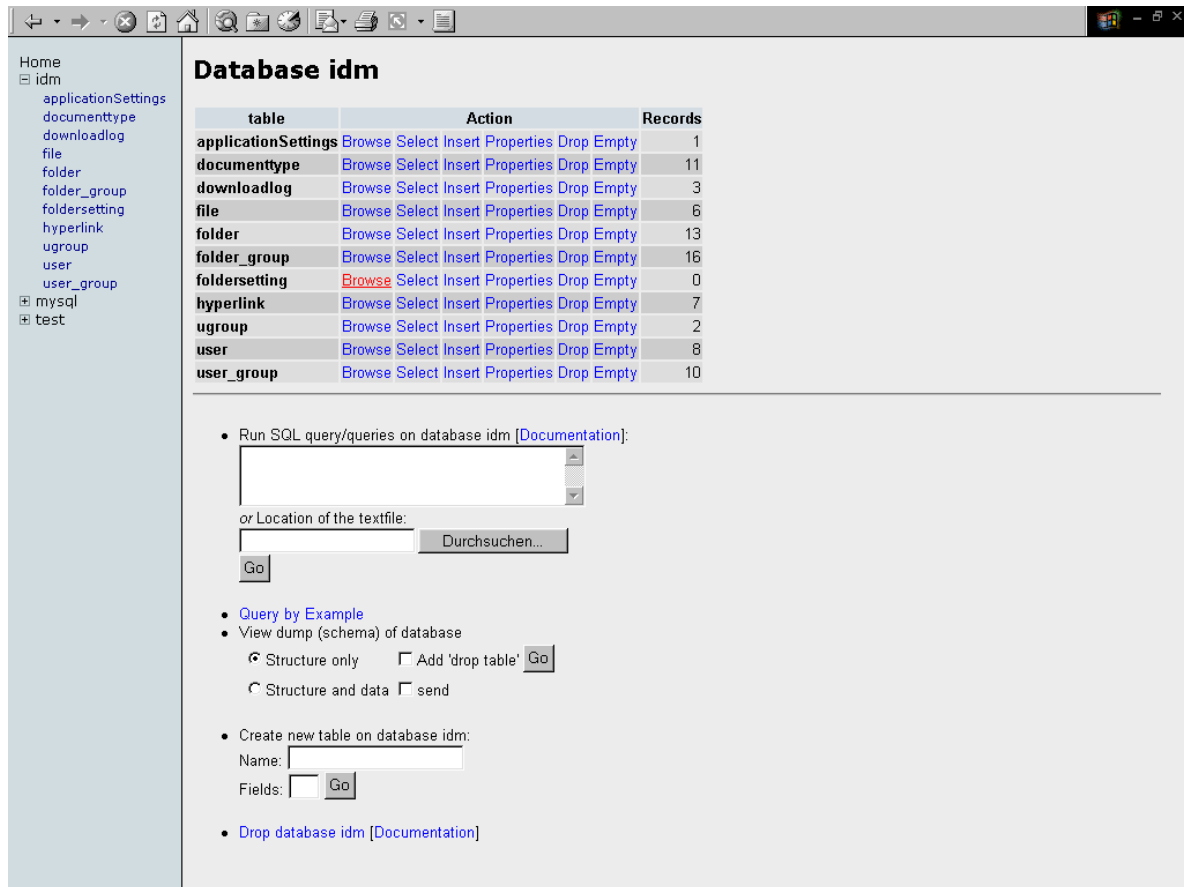 Home
idm
applicationSettings
documenttype
downloadlog
file
folder
folder_group
foldersetting
hyperlink
ugroup
user
user_group
mysql
test
Database idm
table Action Records
applicationSettings Browse Select Insert Properties Drop Empty 1
documenttype Browse Select Insert Properties Drop Empty 11
downloadlog Browse Select Insert Properties Drop Empty 3
file Browse Select Insert Properties Drop Empty 6
folder Browse Select Insert Properties Drop Empty 13
folder_group Browse Select Insert Properties Drop Empty 16
foldersetting Browse Select Insert Properties Drop Empty 0
hyperlink Browse Select Insert Properties Drop Empty 7
ugroup Browse Select Insert Properties Drop Empty 2
user Browse Select Insert Properties Drop Empty 8
user_group Browse Select Insert Properties Drop Empty 10
Run SQL query/queries on database idm [Documentation]:
or Location of the textfile:
Durchsuchen...
Go
Query by Example
View dump (schema) of database
Structure only Add 'drop table' Go
Structure and data send
Create new table on database idm:
Name:
Fields: Go
Drop database idm [Documentation]